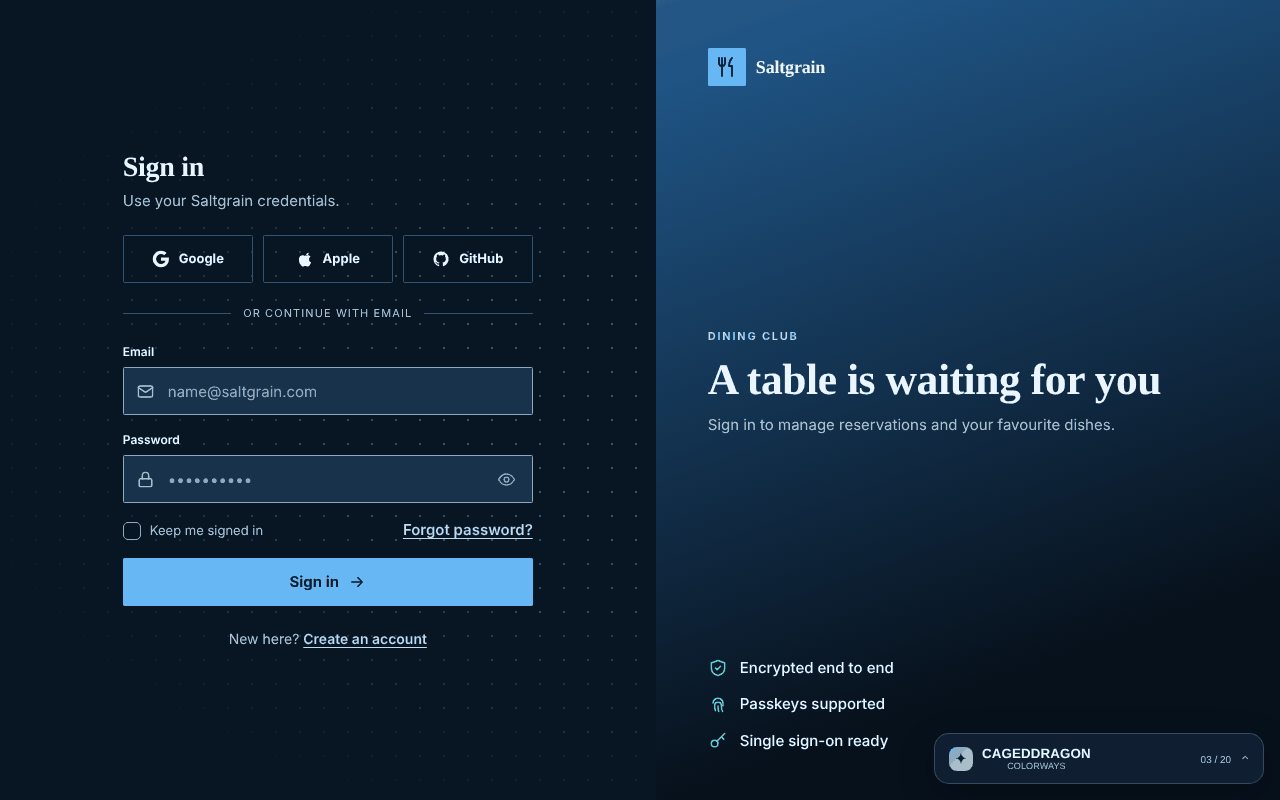 Sign in
Use your Saltgrain credentials.
Google
Apple
GitHub
OR CONTINUE WITH EMAIL
Email
name@saltgrain.com
Password
Keep me signed in
Forgot password?
Sign in
New here? Create an account
Saltgrain
DINING CLUB
A table is waiting for you
Sign in to manage reservations and your favourite dishes.
Encrypted end to end
Passkeys supported
Single sign-on ready
CAGEDDRAGON
COLORWAYS
03 / 20